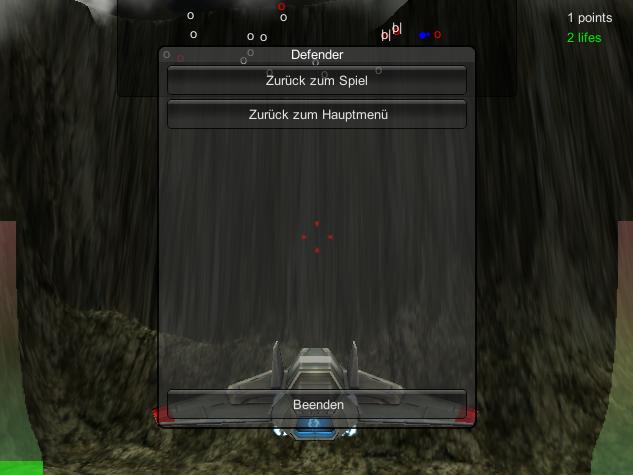 1 points
2 lifes
Defender
Zurück zum Spiel
Zurück zum Hauptmenü
Beenden